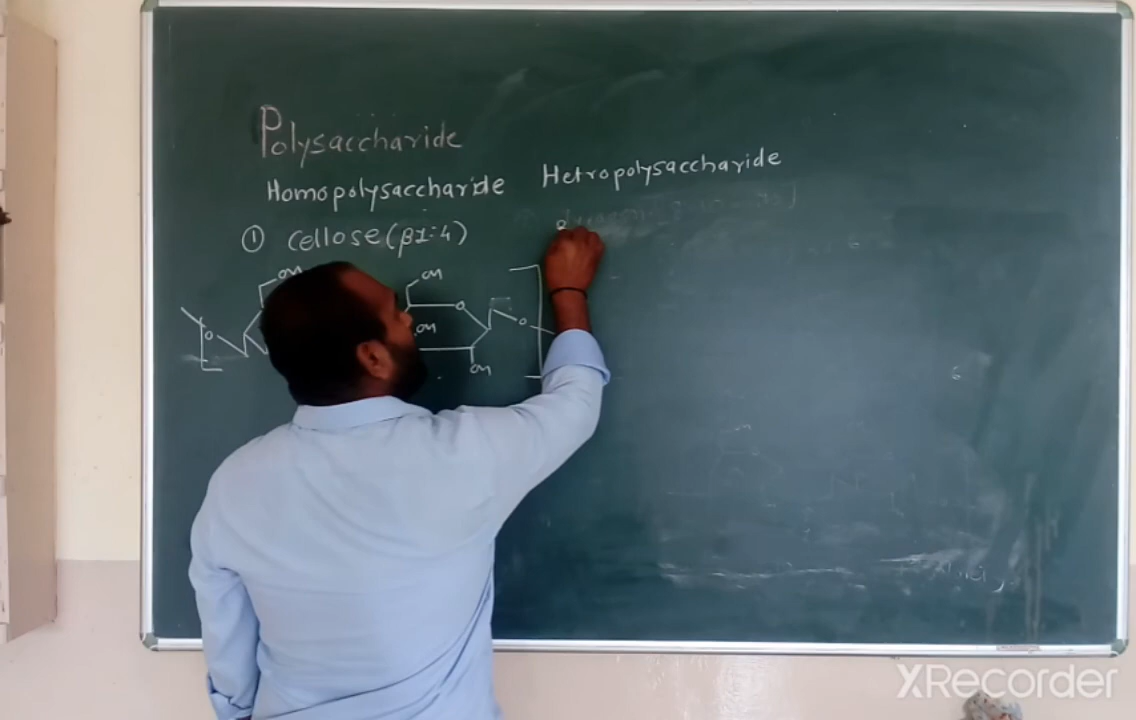 Polysaccharide
Homopolysaccharide Hetropolysaccharide
① cellose (β1:4)
OH
OH
O
OH
O
O
OH
XRecorder